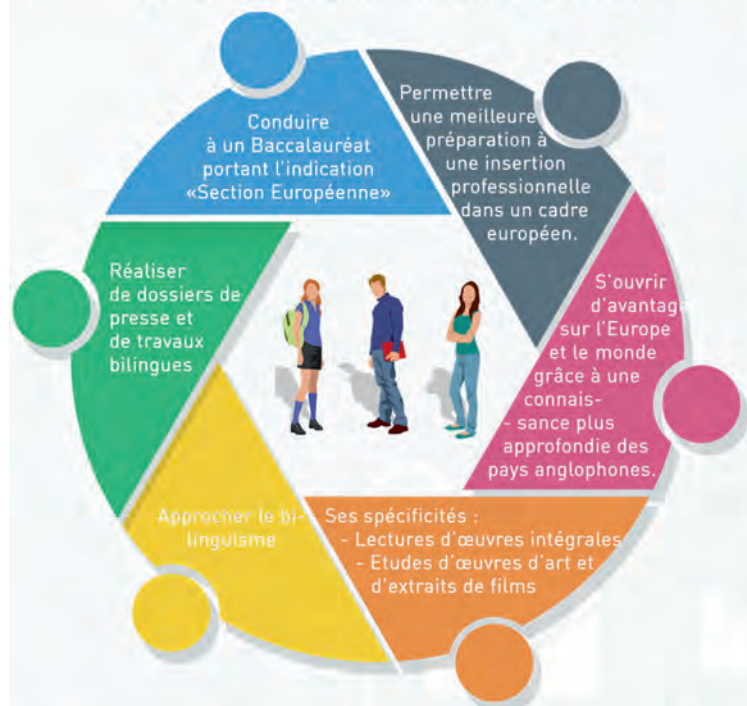 Conduire
à un Baccalauréat
portant l'indication
«Section Européenne»
Permettre
une meilleure
préparation à
une insertion
professionnelle
dans un cadre
européen.
S'ouvrir
d'avantage
sur l'Europe
et le monde
grâce à une
connais-
- sance plus
approfondie des
pays anglophones.
Ses spécificités :
- Lectures d'œuvres intégrales
- Etudes d'œuvres d'art et
d'extraits de films
Approcher le bi-
linguisme
Réaliser
de dossiers de
presse et
de travaux
bilingues